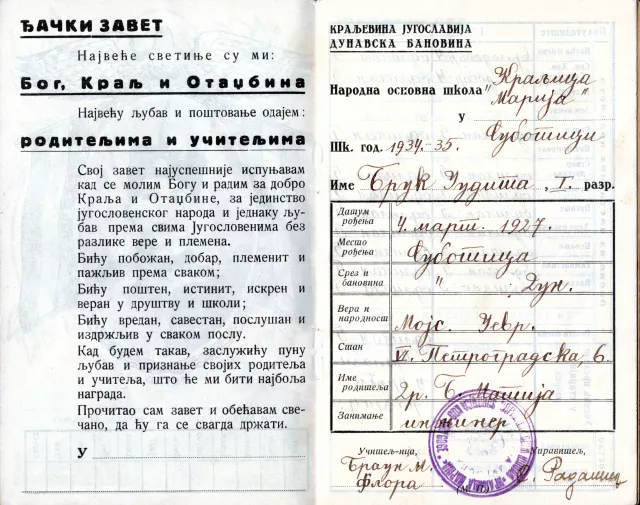 ЂАЧКИ ЗАВЕТ
Највеће светиње су ми:
Бог, Краљ и Отаџбина
Највећу љубав и поштовање одајем:
родитељима и учитељима
Свој завет најуспешније испуњавам
кад се молим Богу и радим за добро
Краља и Отаџбине, за јединство
југословенског народа и једнаку љу-
бав према свима Југословенима без
разлике вере и племена.
Бићу побожан, добар, племенит и
пажљив према сваком;
Бићу поштен, истинит, искрен и
веран у друштву и школи;
Бићу вредан, савестан, послушан и
издржљив у сваком послу.
Кад будем такав, заслужићу пуну
љубав и признање својих родитеља
и учитеља, што ће ми бити најбоља
награда.
Прочитао сам завет и обећавам све-
чано, да ћу га се свагда држати.
У
КРАЉЕВИНА ЈУГОСЛАВИЈА
ДУНАВСКА БАНОВИНА
Народна основна школа "Краљица
Марија"
у Суботици
Шк. год. 1934-35.
Име Брук Јудита, I. разр.
Датум рођења 4. март. 1927.
Место рођења Суботица
Срез и бановина " Дун.
Вера и народност Мојс. Јевр.
Стан VI. Петроградска, 6.
Име родитеља Др. Б. Матија
Занимање инжињер
Учитељ-ица, Управитељ,
Браун М.
Флора
(М. П.)